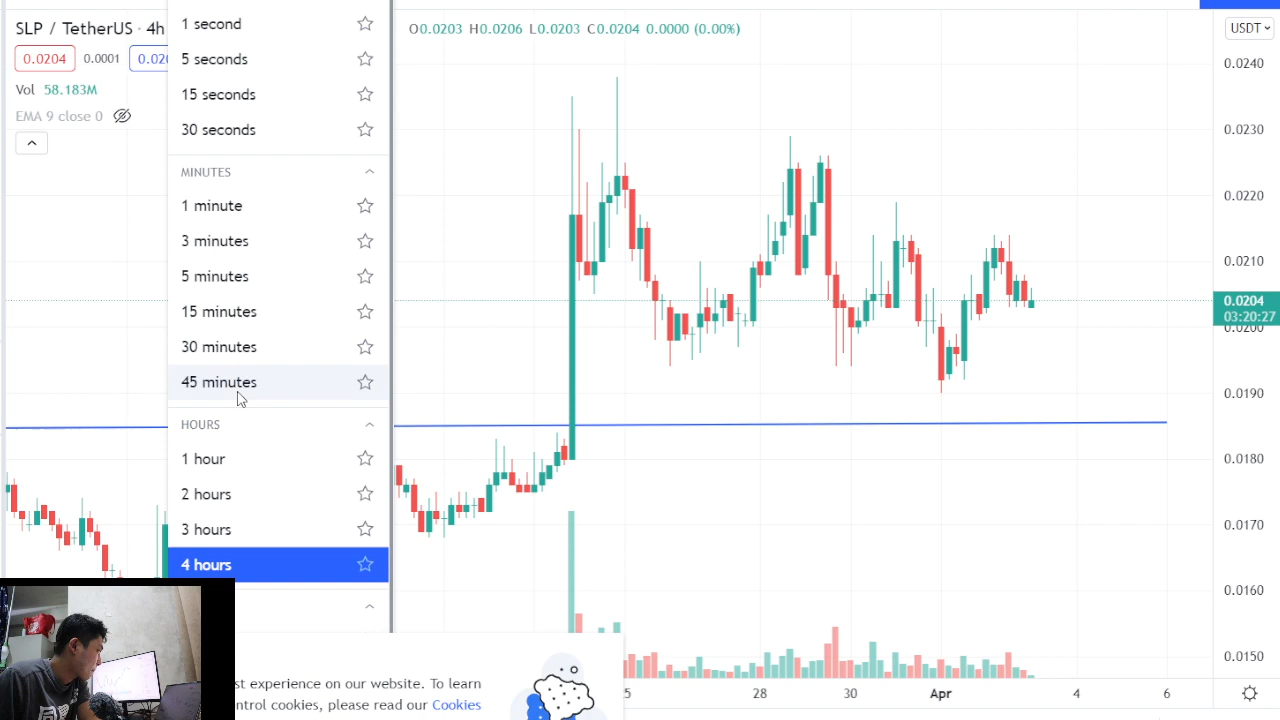 SLP / TetherUS · 4h
O0.0203 H0.0206 L0.0203 C0.0204 0.0000 (0.00%)
USDT
0.0204 0.0001 0.02
Vol 58.183M
EMA 9 close 0
1 second
5 seconds
15 seconds
30 seconds
MINUTES
1 minute
3 minutes
5 minutes
15 minutes
30 minutes
45 minutes
HOURS
1 hour
2 hours
3 hours
4 hours
0.0240
0.0230
0.0220
0.0210
0.0204
03:20:27
0.0200
0.0190
0.0180
0.0170
0.0160
0.0150
st experience on our website. To learn
ontrol cookies, please read our Cookies
5 28 30 Apr 4 6